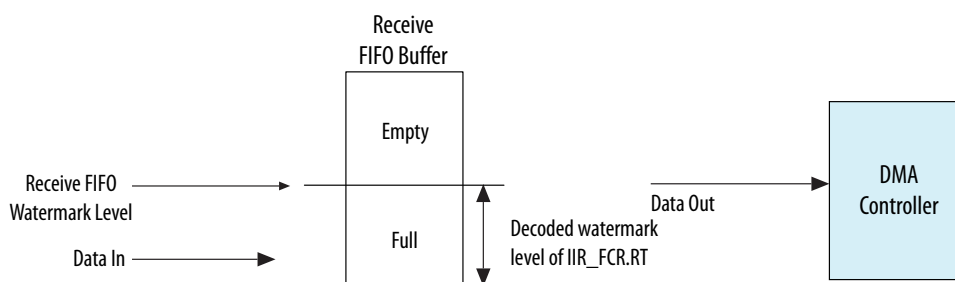 Receive
FIFO Buffer
Empty
Receive FIFO
Watermark Level
Full
Data In
Decoded watermark
level of IIR_FCR.RT
Data Out
DMA
Controller